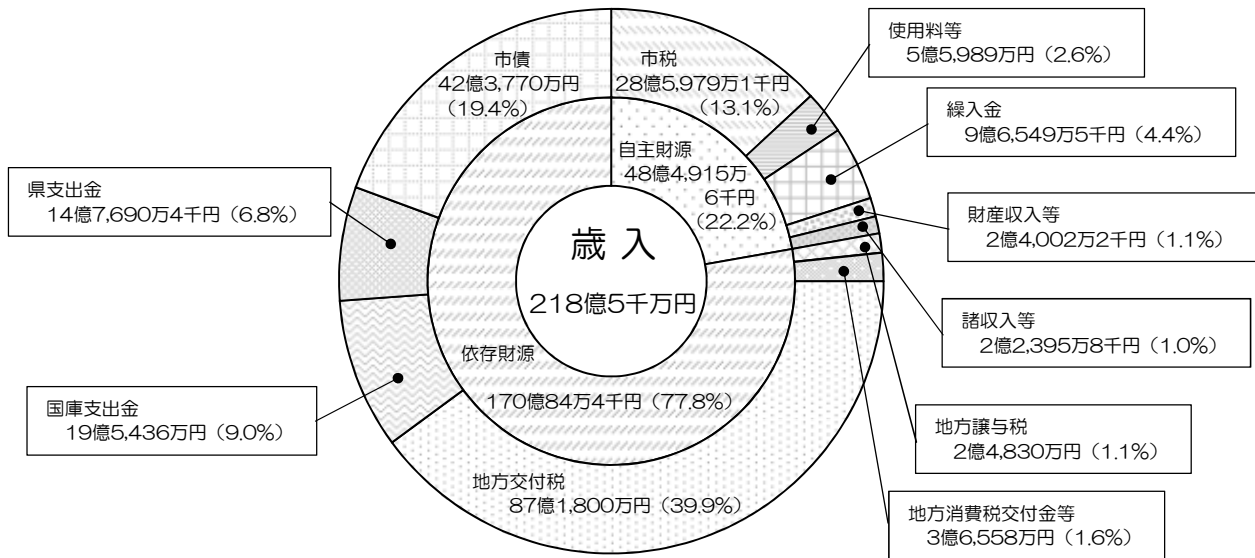 歳入
218億5千万円
自主財源
48億4,915万
6千円
(22.2%)
依存財源
170億84万4千円(77.8%)
市税
28億5,979万1千円
(13.1%)
使用料等
5億5,989万円(2.6%)
繰入金
9億6,549万5千円(4.4%)
財産収入等
2億4,002万2千円(1.1%)
諸収入等
2億2,395万8千円(1.0%)
地方譲与税
2億4,830万円(1.1%)
地方消費税交付金等
3億6,558万円(1.6%)
地方交付税
87億1,800万円(39.9%)
国庫支出金
19億5,436万円(9.0%)
県支出金
14億7,690万4千円(6.8%)
市債
42億3,770万円
(19.4%)